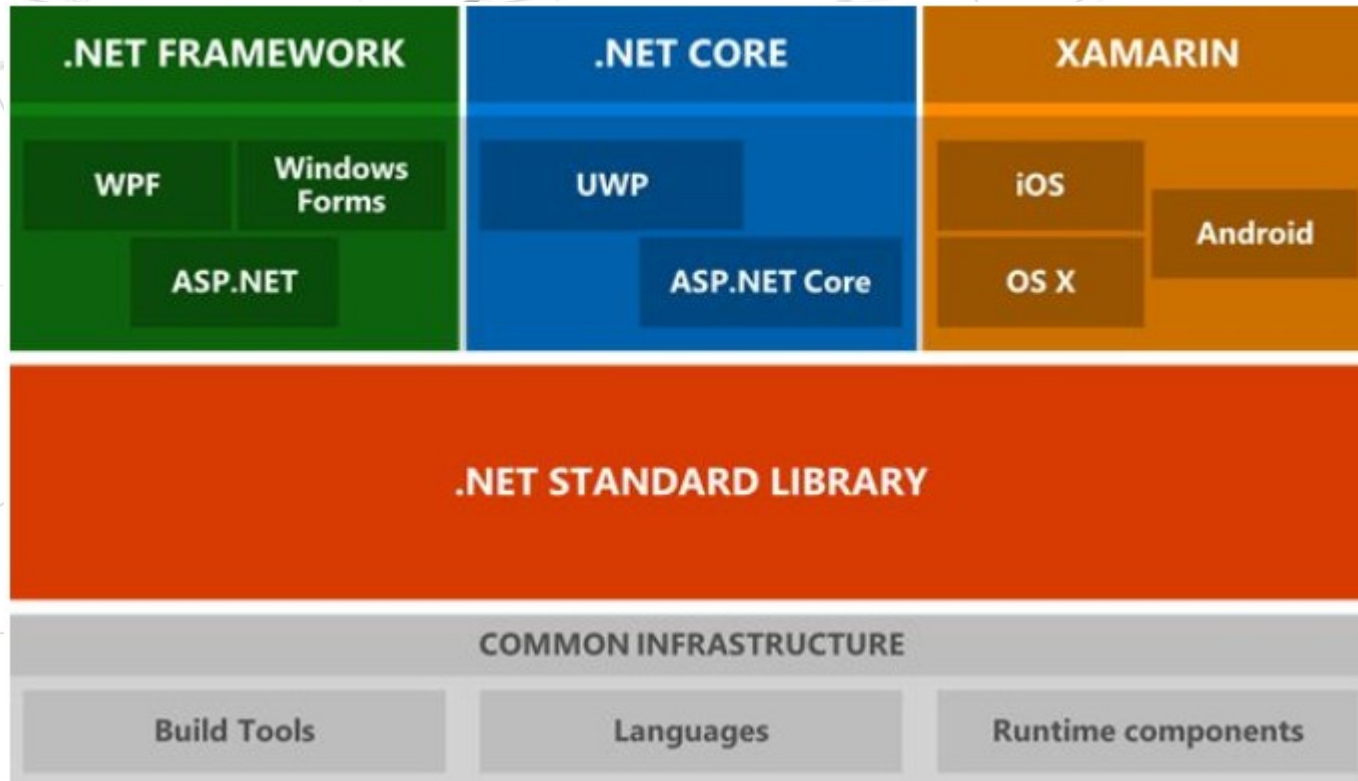 .NET FRAMEWORK
.NET CORE
XAMARIN
WPF
Windows
Forms
ASP.NET
UWP
ASP.NET Core
iOS
Android
OS X
.NET STANDARD LIBRARY
COMMON INFRASTRUCTURE
Build Tools
Languages
Runtime components